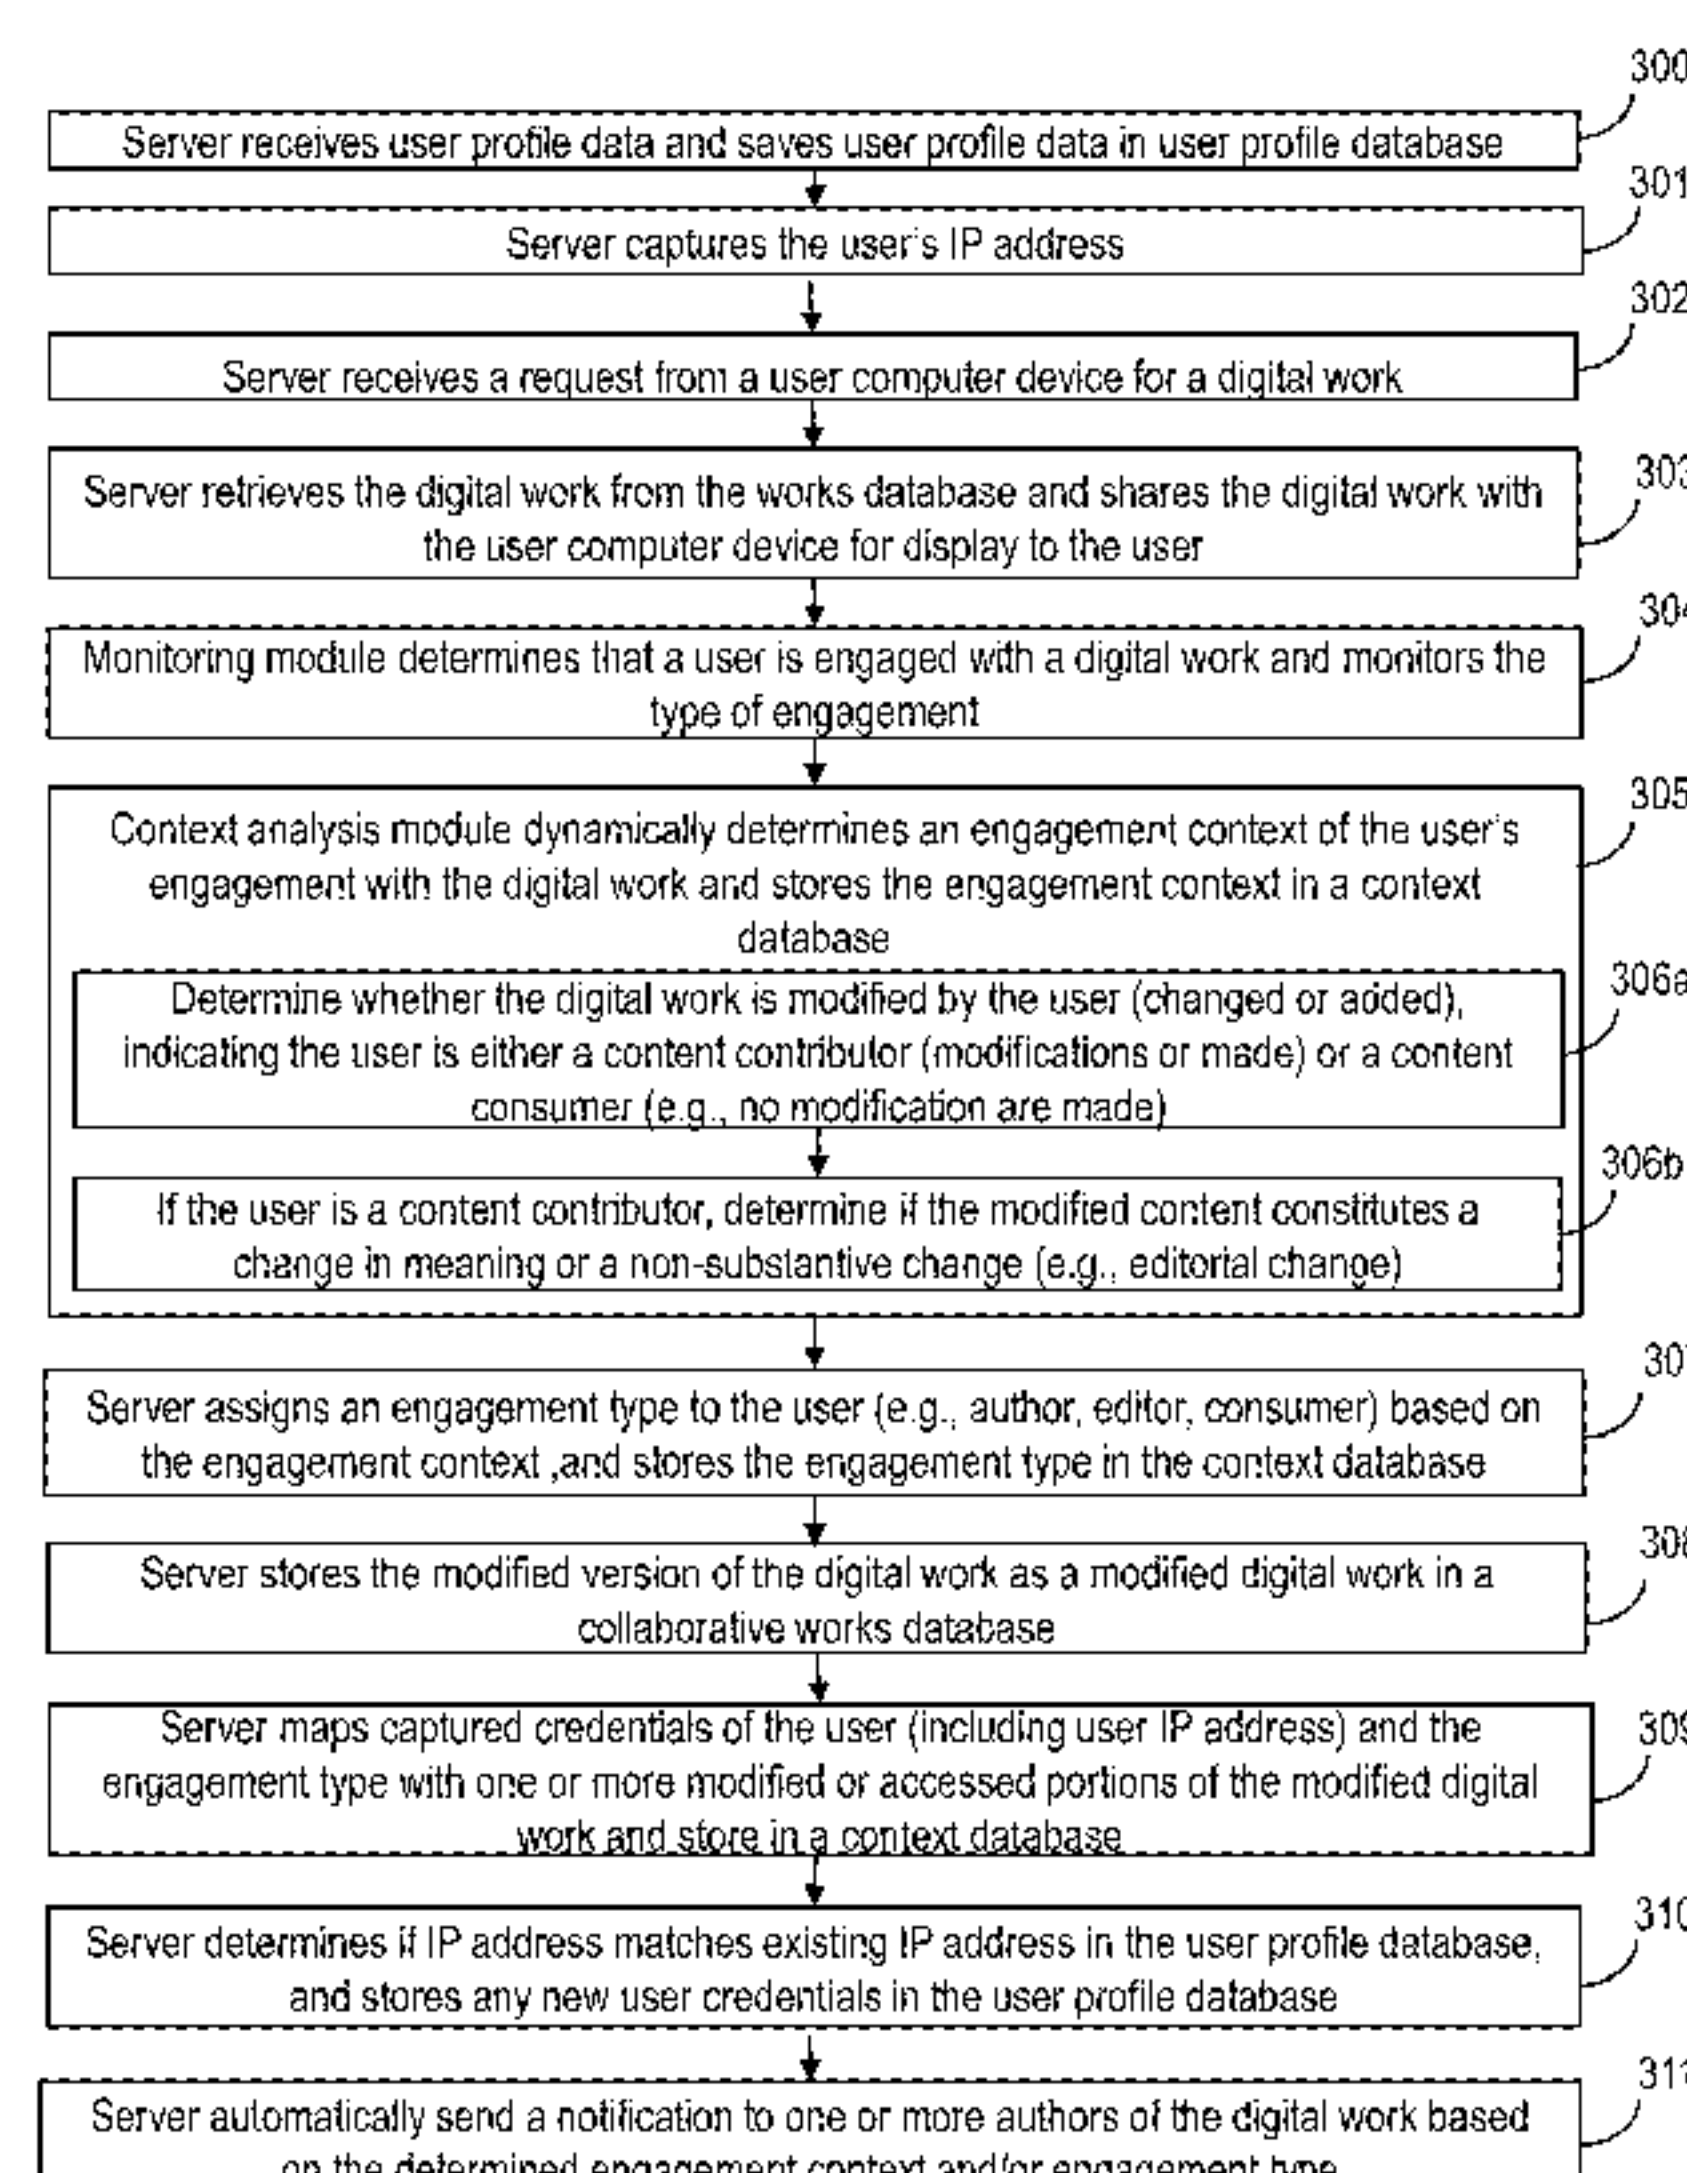 300
Server receives user profile data and saves user profile data in user profile database
301
Server captures the user's IP address
302
Server receives a request from a user computer device for a digital work
303
Server retrieves the digital work from the works database and shares the digital work with
the user computer device for display to the user
304
Monitoring module determines that a user is engaged with a digital work and monitors the
type of engagement
305
Context analysis module dynamically determines an engagement context of the user's
engagement with the digital work and stores the engagement context in a context
database
306a
Determine whether the digital work is modified by the user (changed or added),
indicating the user is either a content contributor (modifications or made) or a content
consumer (e.g., no modification are made)
306b
If the user is a content contributor, determine if the modified content constitutes a
change in meaning or a non-substantive change (e.g., editorial change)
307
Server assigns an engagement type to the user (e.g., author, editor, consumer) based on
the engagement context ,and stores the engagement type in the context database
308
Server stores the modified version of the digital work as a modified digital work in a
collaborative works database
309
Server maps captured credentials of the user (including user IP address) and the
engagement type with one or more modified or accessed portions of the modified digital
work and store in a context database
310
Server determines if IP address matches existing IP address in the user profile database,
and stores any new user credentials in the user profile database
311
Server automatically send a notification to one or more authors of the digital work based
on the determined engagement context and/or engagement type